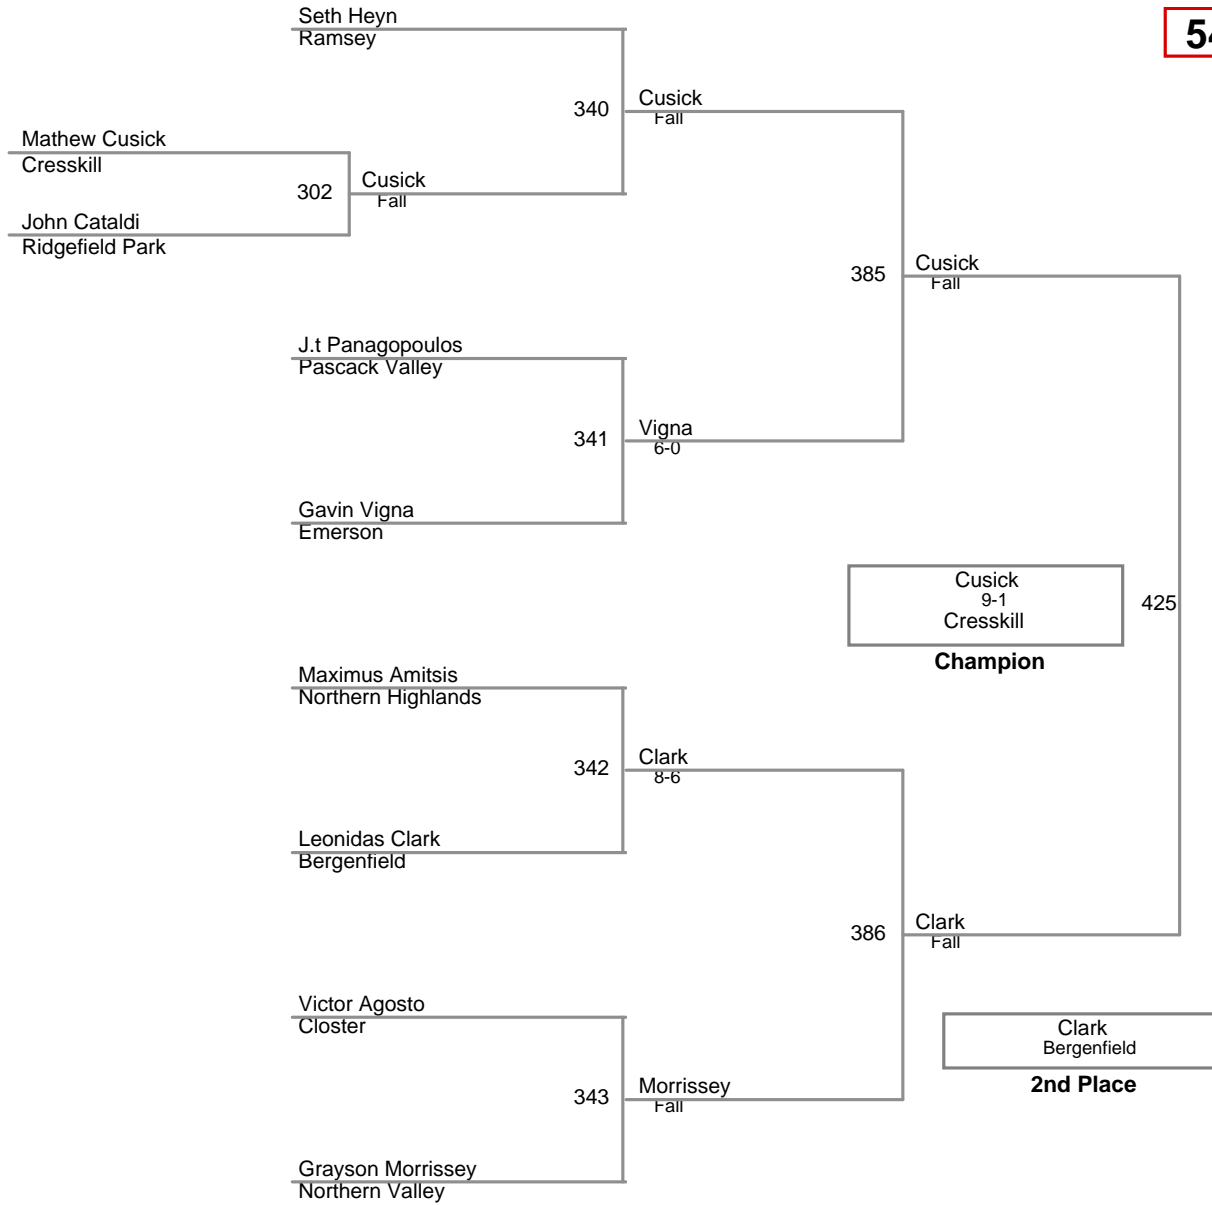 Seth Heyn
Ramsey
54
340
Cusick
Fall
Mathew Cusick
Cresskill
302
Cusick
Fall
John Cataldi
Ridgefield Park
385
Cusick
Fall
J.t Panagopoulos
Pascack Valley
341
Vigna
6-0
Gavin Vigna
Emerson
Cusick
9-1
Cresskill
425
Champion
Maximus Amitsis
Northern Highlands
342
Clark
8-6
Leonidas Clark
Bergenfield
386
Clark
Fall
Victor Agosto
Closter
Clark
Bergenfield
2nd Place
343
Morrissey
Fall
Grayson Morrissey
Northern Valley